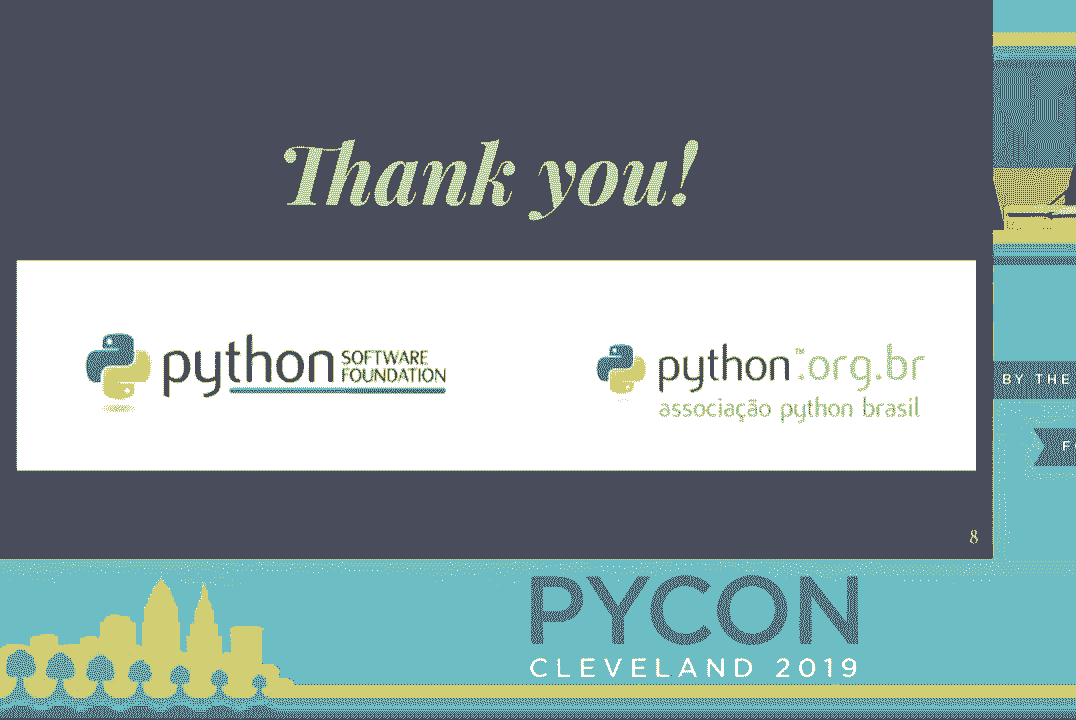 Thank you!
python SOFTWARE FOUNDATION
python™.org.br
associação python brasil
8
BY THE
PYCON
CLEVELAND 2019